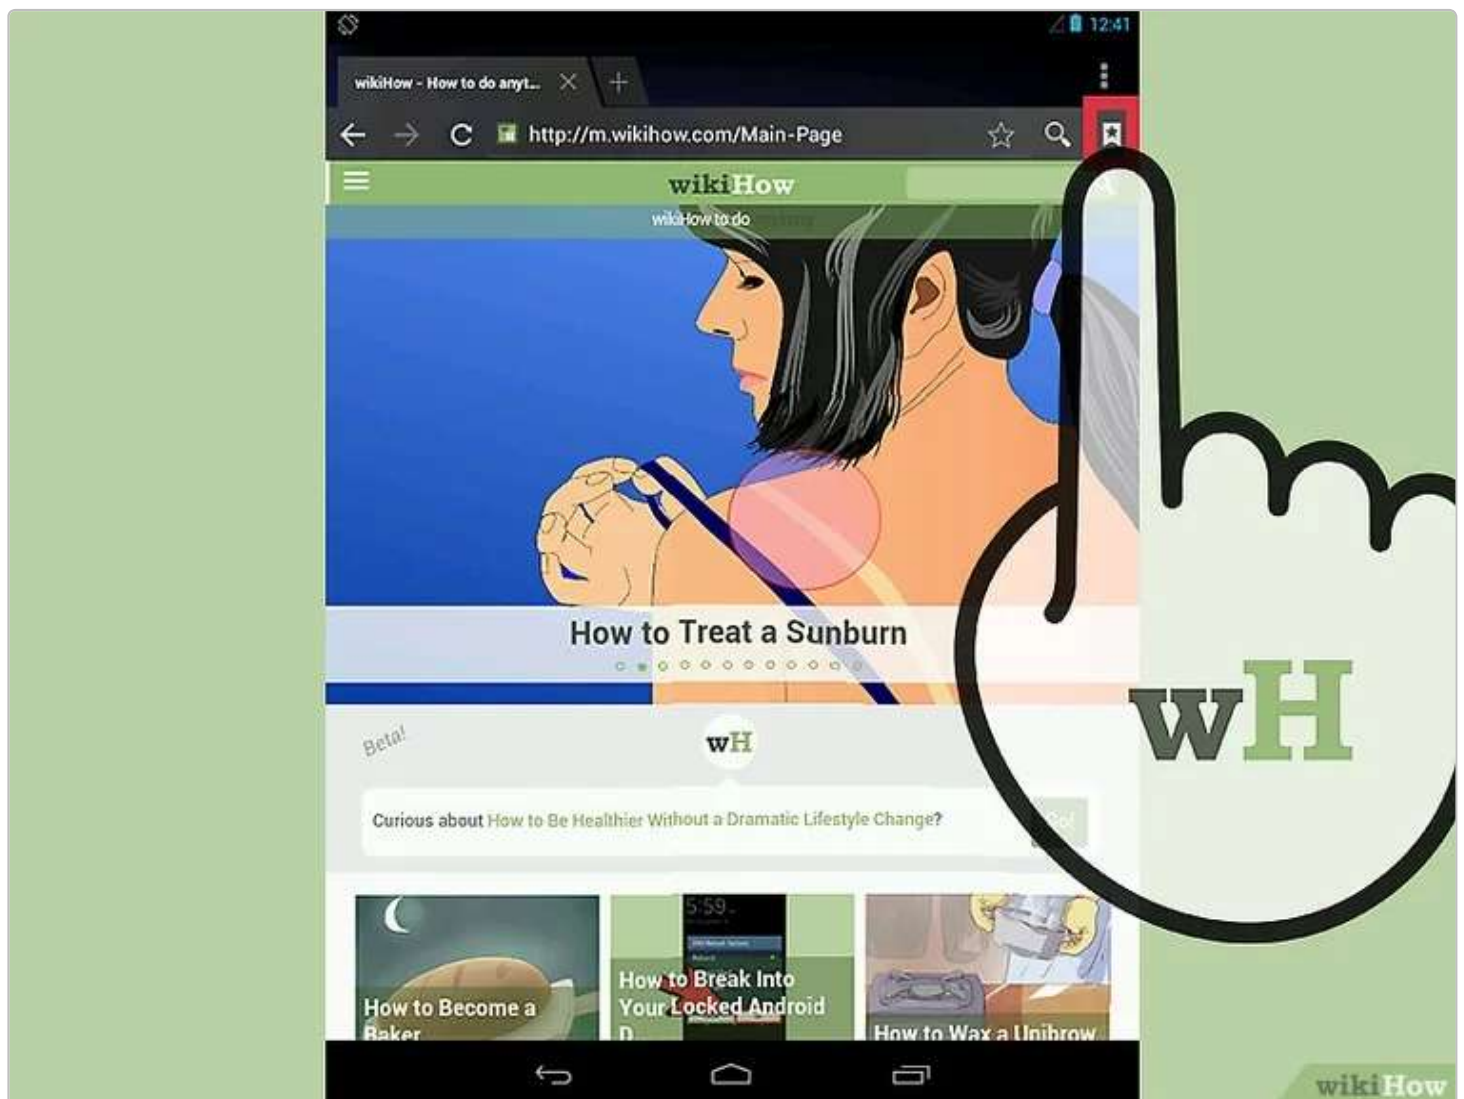 12:41
wikiHow - How to do anyt...
http://m.wikihow.com/Main-Page
wikiHow
wikiHow to do
How to Treat a Sunburn
Beta!
wH
wH
Curious about How to Be Healthier Without a Dramatic Lifestyle Change?
5:59
How to Become a
Baker
How to Break Into
Your Locked Android
D...
How to Wax a Unibrow
wikiHow